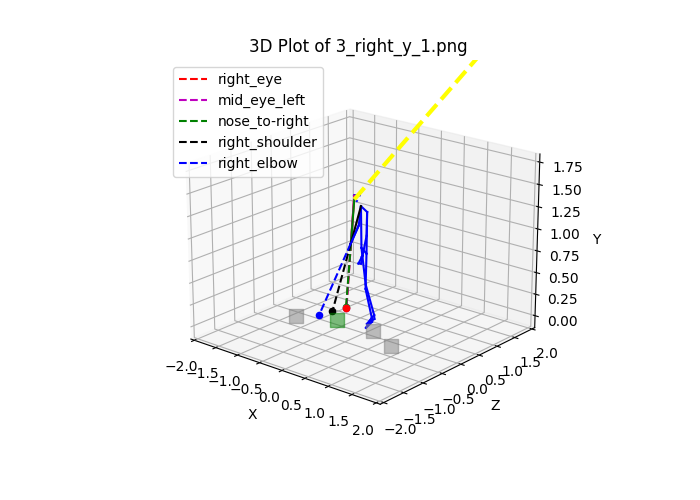 3D Plot of 3_right_y_1.png
right_eye
mid_eye_left
nose_to-right
right_shoulder
right_elbow
1.75
1.50
1.25
1.00
0.75
0.50
0.25
0.00
Y
−2.0
−1.5
−1.0
−0.5
0.0
0.5
1.0
1.5
2.0
X
−2.0
−1.5
−1.0
−0.5
0.0
0.5
1.0
1.5
2.0
Z